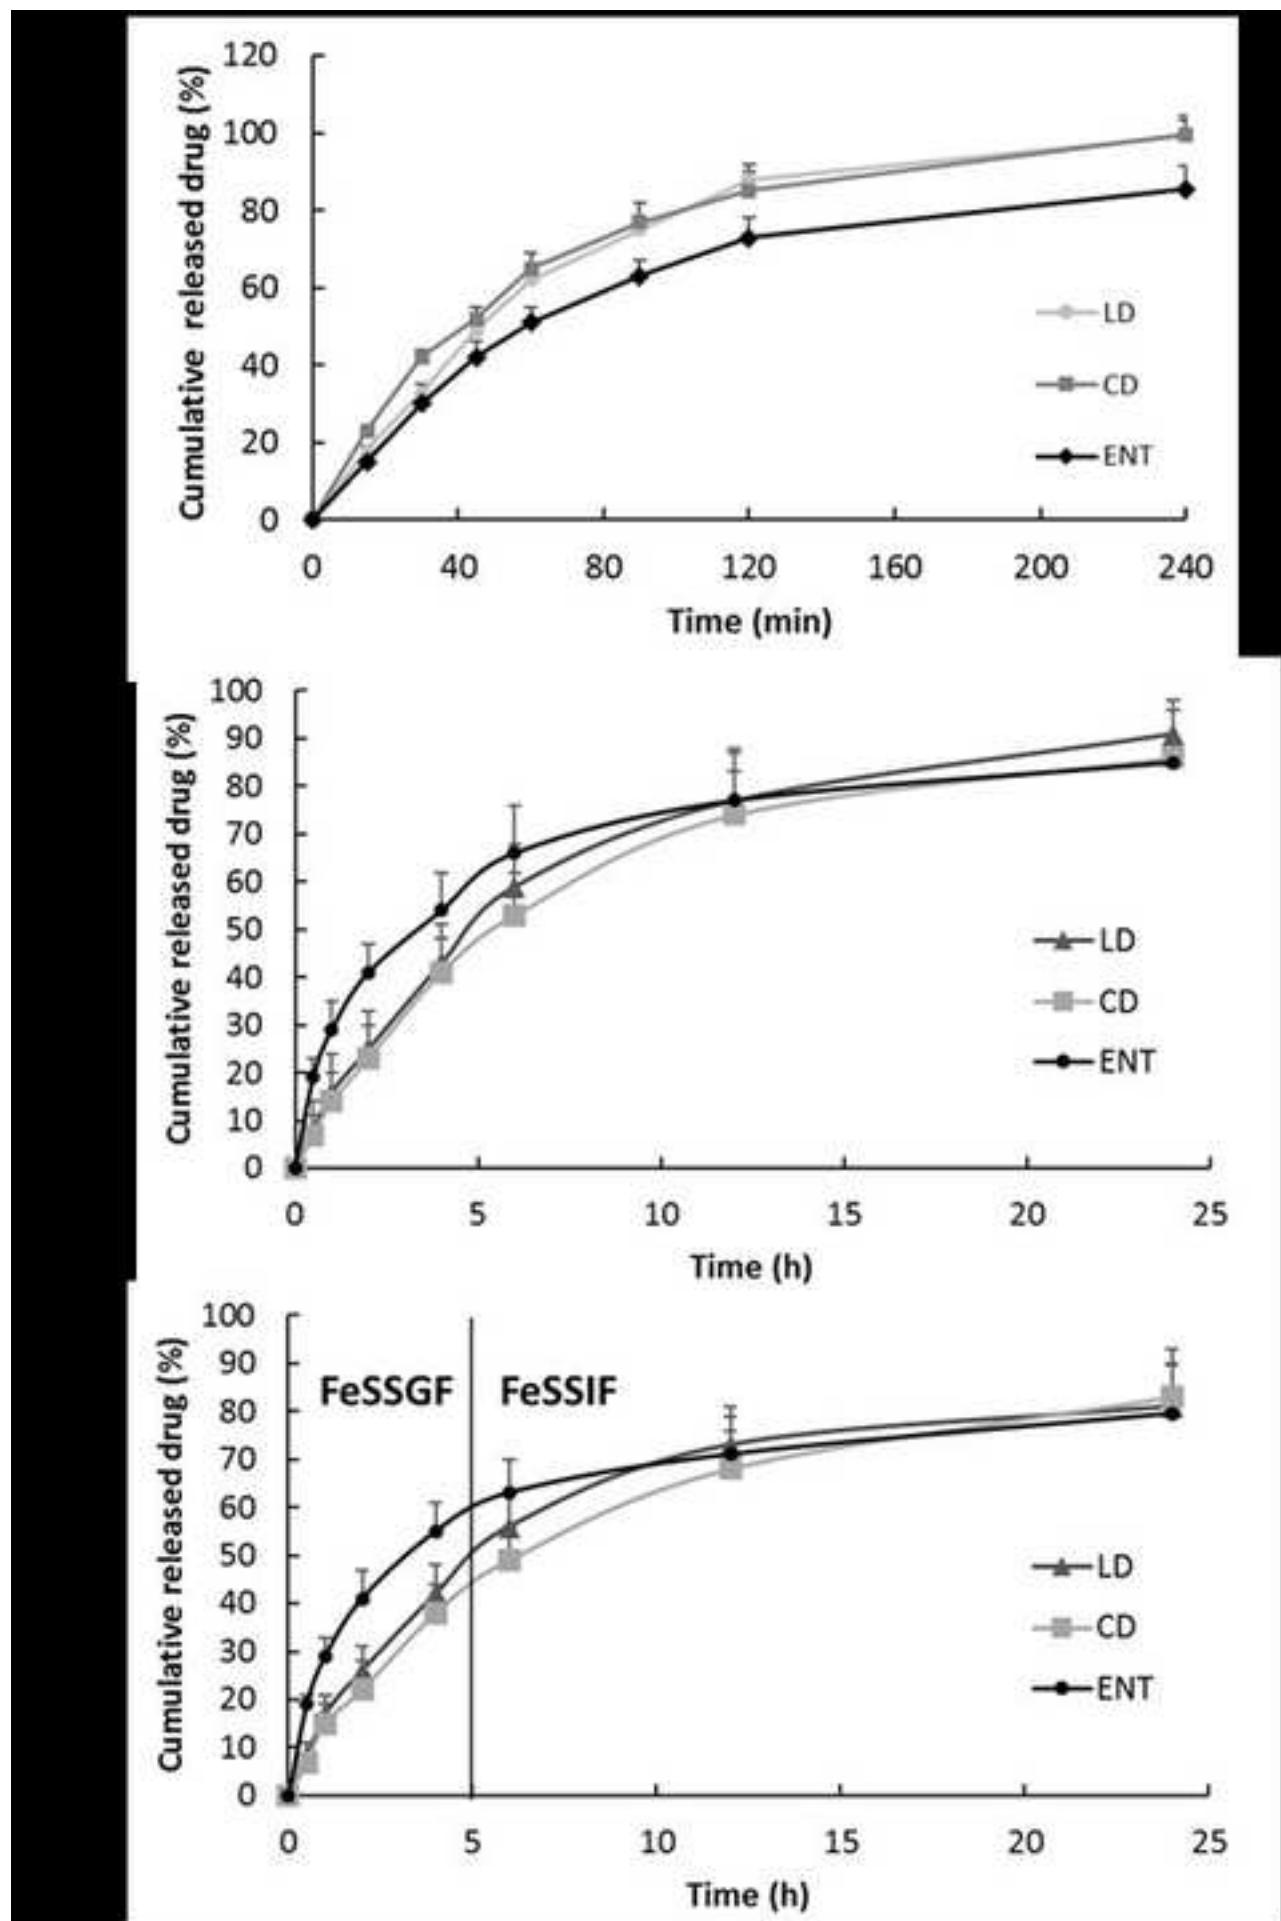 Cumulative released drug (%)
120
100
80
60
40
20
0
0 40 80 120 160 200 240
Time (min)
LD
CD
ENT
Cumulative released drug (%)
100
90
80
70
60
50
40
30
20
10
0
0 5 10 15 20 25
Time (h)
LD
CD
ENT
Cumulative released drug (%)
100
90
80
70
60
50
40
30
20
10
0
FeSSGF FeSSIF
0 5 10 15 20 25
Time (h)
LD
CD
ENT